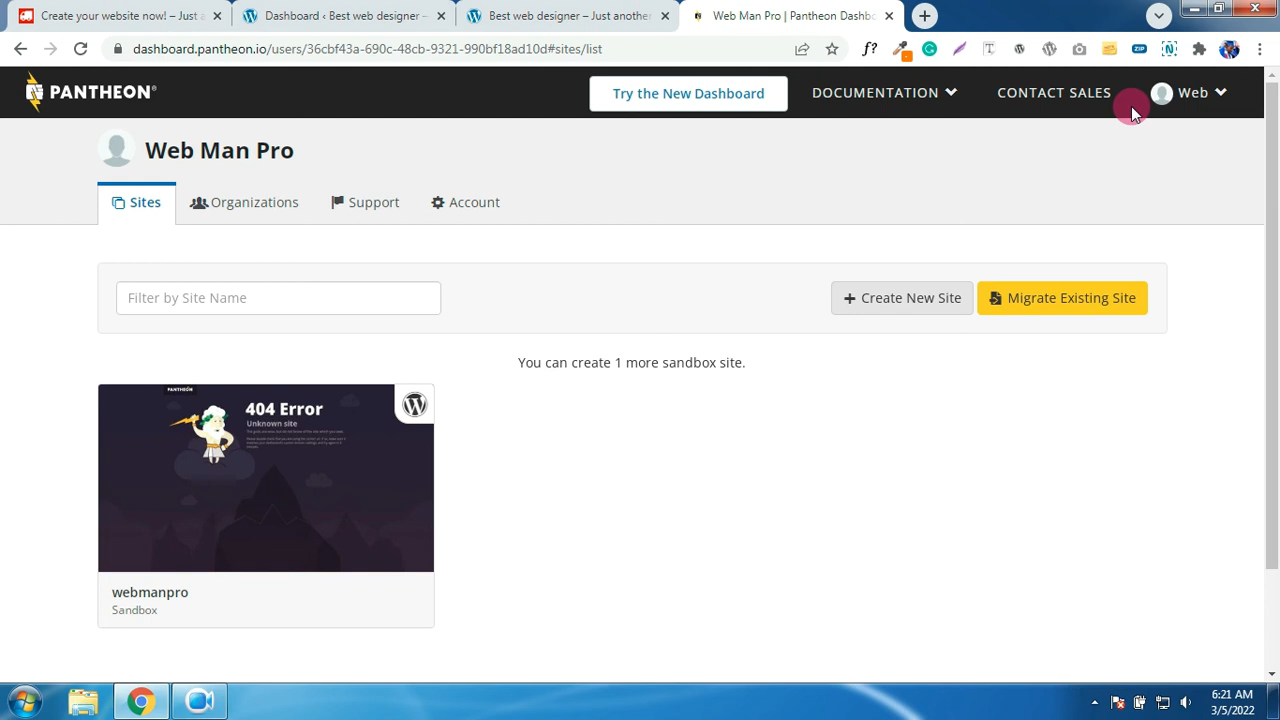 Create your website now! – Just a
Dashboard ‹ Best web designer –
Best web designer – Just another
Web Man Pro | Pantheon Dashbo
dashboard.pantheon.io/users/36cbf43a-690c-48cb-9321-990bf18ad10d#sites/list
f?
ZIP
PANTHEON®
Try the New Dashboard
DOCUMENTATION
CONTACT SALES
Web
Web Man Pro
Sites
Organizations
Support
Account
Filter by Site Name
+ Create New Site
Migrate Existing Site
You can create 1 more sandbox site.
PANTHEON
404 Error
Unknown site
webmanpro
Sandbox
6:21 AM
3/5/2022